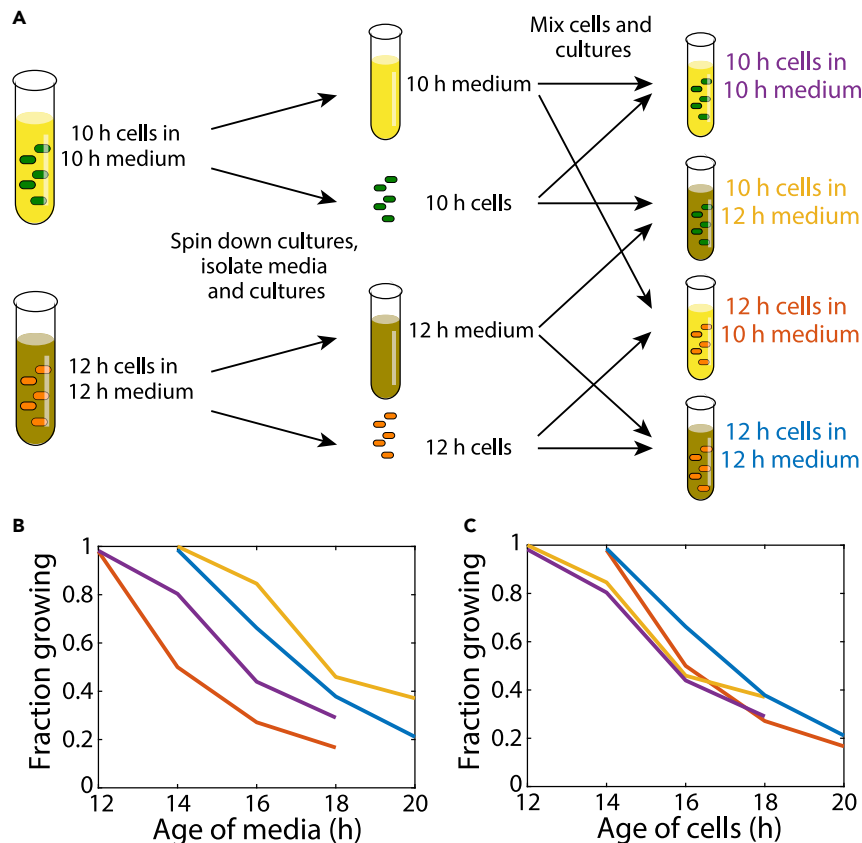 A
10 h cells in
10 h medium
10 h medium
10 h cells
Mix cells and
cultures
10 h cells in
10 h medium
10 h cells in
12 h medium
Spin down cultures,
isolate media
and cultures
12 h cells in
12 h medium
12 h medium
12 h cells
12 h cells in
10 h medium
12 h cells in
12 h medium
B
Fraction growing
1
0.8
0.6
0.4
0.2
0
12
14
16
18
20
Age of media (h)
C
Fraction growing
1
0.8
0.6
0.4
0.2
0
12
14
16
18
20
Age of cells (h)